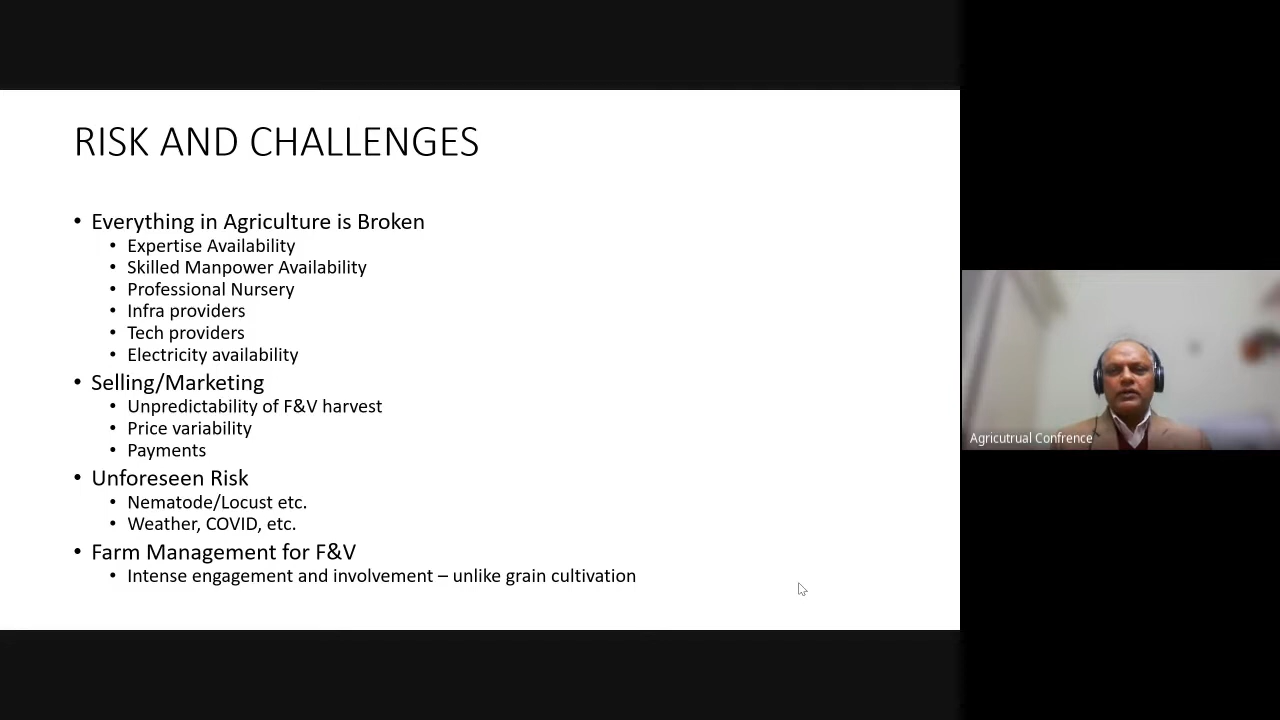 RISK AND CHALLENGES
• Everything in Agriculture is Broken
• Expertise Availability
• Skilled Manpower Availability
• Professional Nursery
• Infra providers
• Tech providers
• Electricity availability
• Selling/Marketing
• Unpredictability of F&V harvest
• Price variability
• Payments
• Unforeseen Risk
• Nematode/Locust etc.
• Weather, COVID, etc.
• Farm Management for F&V
• Intense engagement and involvement – unlike grain cultivation
Agricutrual Confrence